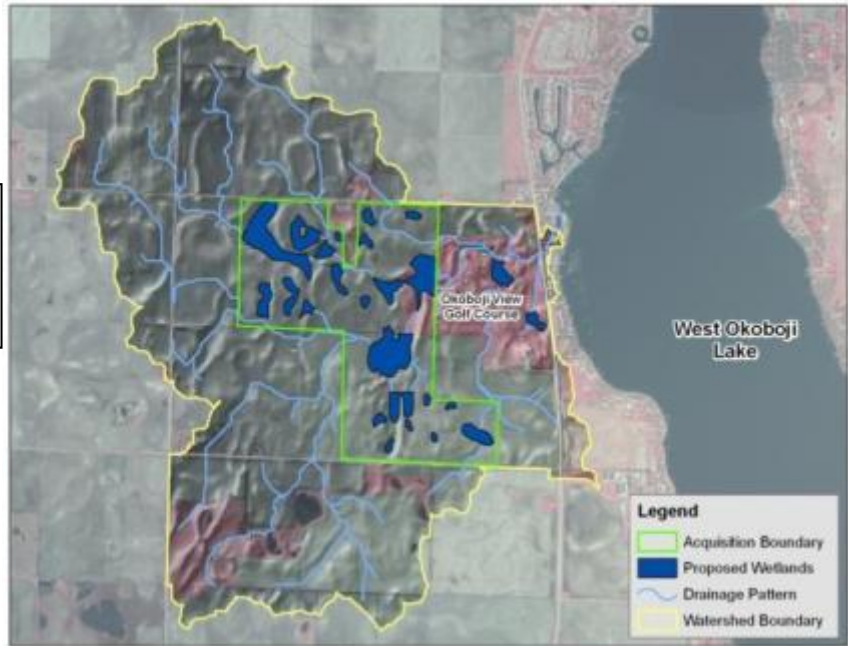 Okoboji View
Golf Course
West Okoboji
Lake
Legend
Acquisition Boundary
Proposed Wetlands
Drainage Pattern
Watershed Boundary